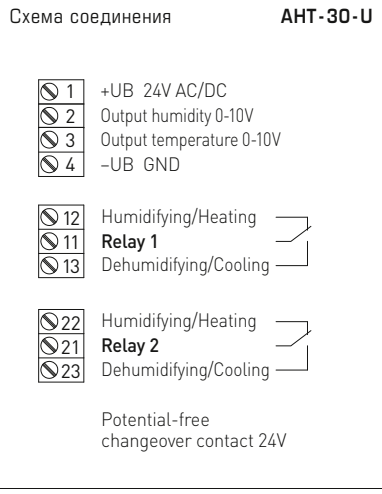 Схема соединения AHT-30-U
1 +UB 24V AC/DC
2 Output humidity 0-10V
3 Output temperature 0-10V
4 –UB GND
12 Humidifying/Heating
11 Relay 1
13 Dehumidifying/Cooling
22 Humidifying/Heating
21 Relay 2
23 Dehumidifying/Cooling
Potential-free
changeover contact 24V